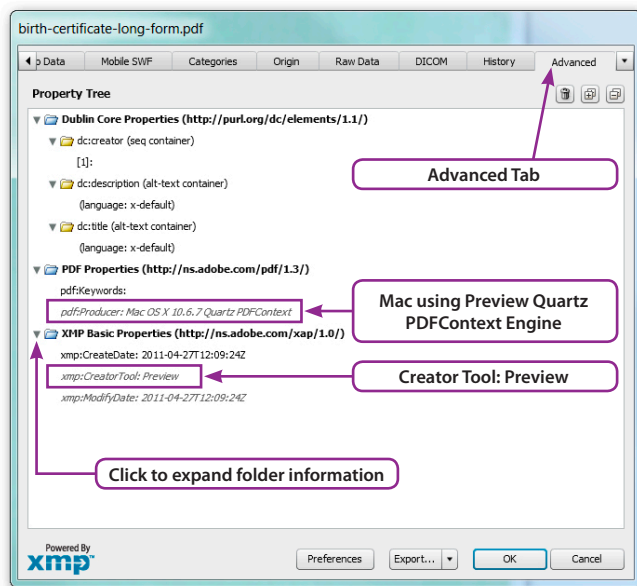 birth-certificate-long-form.pdf
p Data Mobile SWF Categories Origin Raw Data DICOM History Advanced
Property Tree
Dublin Core Properties (http://purl.org/dc/elements/1.1/)
dc:creator (seq container)
[1]:
Advanced Tab
dc:description (alt-text container)
(language: x-default)
dc:title (alt-text container)
(language: x-default)
PDF Properties (http://ns.adobe.com/pdf/1.3/)
pdf:Keywords:
pdf:Producer: Mac OS X 10.6.7 Quartz PDFContext
Mac using Preview Quartz
PDFContext Engine
XMP Basic Properties (http://ns.adobe.com/xap/1.0/)
xmp:CreateDate: 2011-04-27T12:09:24Z
xmp:CreatorTool: Preview
Creator Tool: Preview
xmp:ModifyDate: 2011-04-27T12:09:24Z
Click to expand folder information
Powered By
xmp™
Preferences Export... OK Cancel